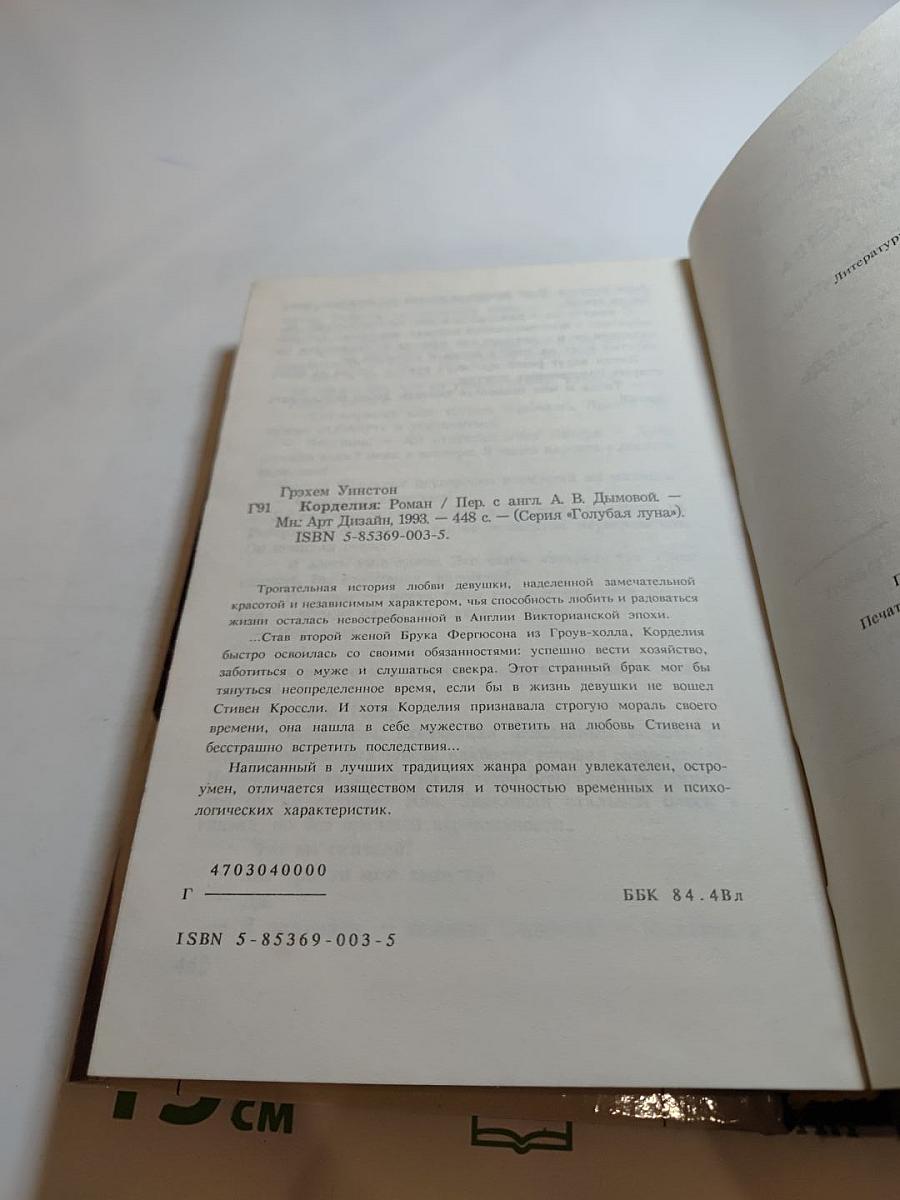 Грэхем Уинстон
Г91 Корделия: Роман / Пер. с англ. А. В. Дымовой. —
Мн.: Арт Дизайн, 1993. — 448 с. — (Серия «Голубая луна»).
ISBN 5-85369-003-5.
Трогательная история любви девушки, наделенной замечательной
красотой и независимым характером, чья способность любить и радоваться
жизни осталась невостребованной в Англии Викторианской эпохи.
...Став второй женой Брука Фергюсона из Гроув-холла, Корделия
быстро освоилась со своими обязанностями: успешно вести хозяйство,
заботиться о муже и слушаться свекра. Этот странный брак мог бы
тянуться неопределенное время, если бы в жизнь девушки не вошел
Стивен Кроссли. И хотя Корделия признавала строгую мораль своего
времени, она нашла в себе мужество ответить на любовь Стивена и
бесстрашно встретить последствия...
Написанный в лучших традициях жанра роман увлекателен, остро-
умен, отличается изяществом стиля и точностью временных и психо-
логических характеристик.
4703040000
Г
ББК 84.4Вл
ISBN 5-85369-003-5
Литератур
Печат
см